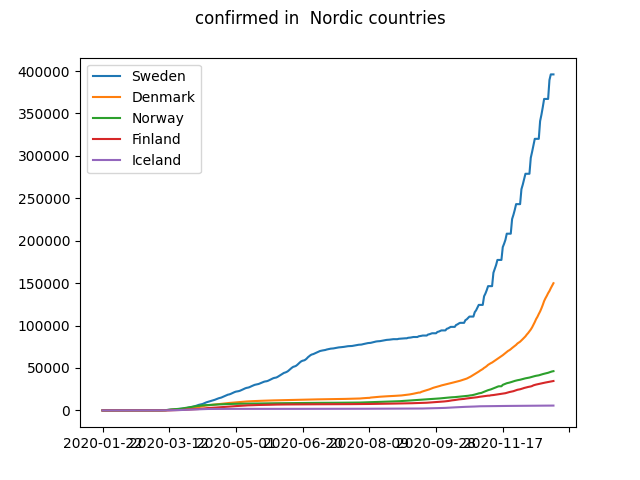 confirmed in  Nordic countries
400000
350000
300000
250000
200000
150000
100000
50000
0
Sweden
Denmark
Norway
Finland
Iceland
2020-01-22 2020-03-12 2020-05-01 2020-06-20 2020-08-09 2020-09-28 2020-11-17